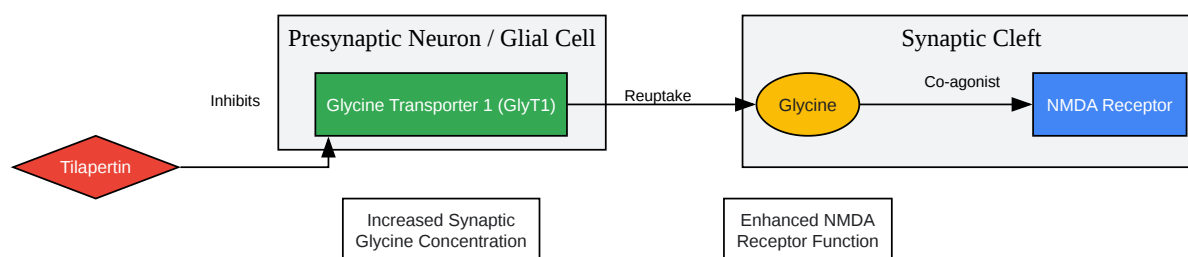 Presynaptic Neuron / Glial Cell
Synaptic Cleft
Inhibits
Glycine Transporter 1 (GlyT1)
Reuptake
Glycine
Co-agonist
NMDA Receptor
Tilapertin
Increased Synaptic
Glycine Concentration
Enhanced NMDA
Receptor Function